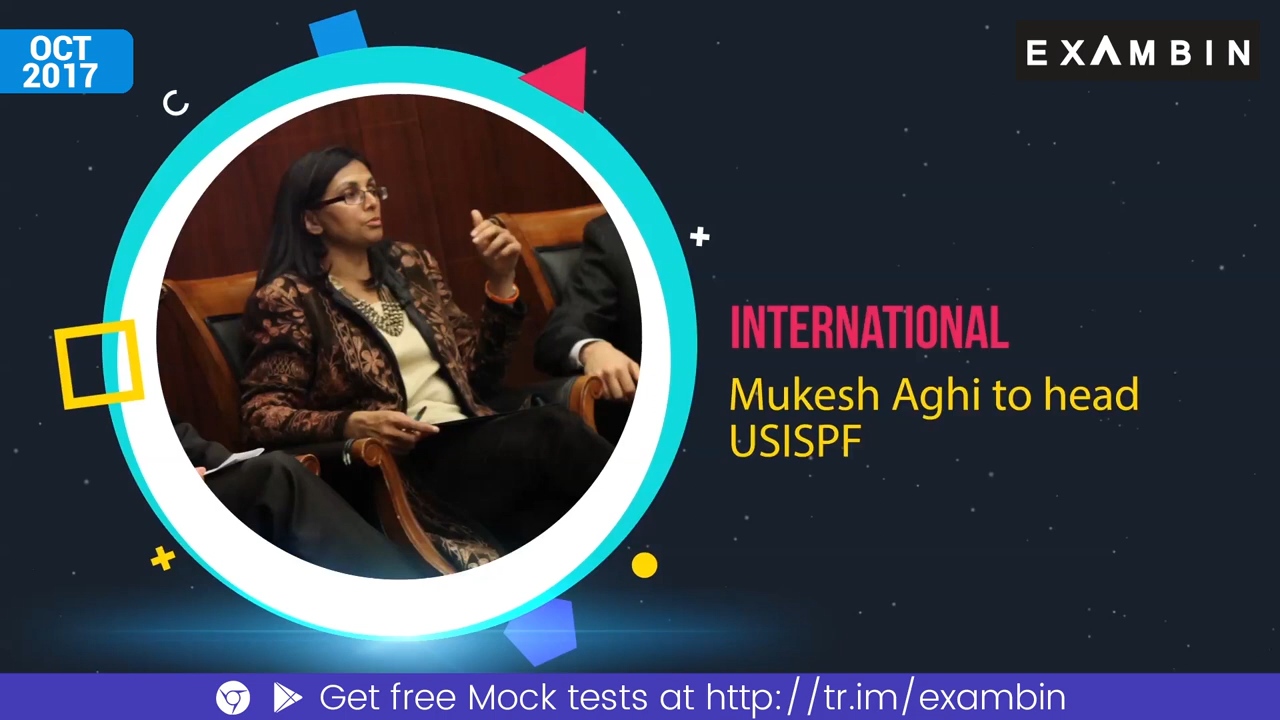 OCT
2017
EXAMBIN
INTERNATIONAL
Mukesh Aghi to head
USISPF
Get free Mock tests at http://tr.im/exambin